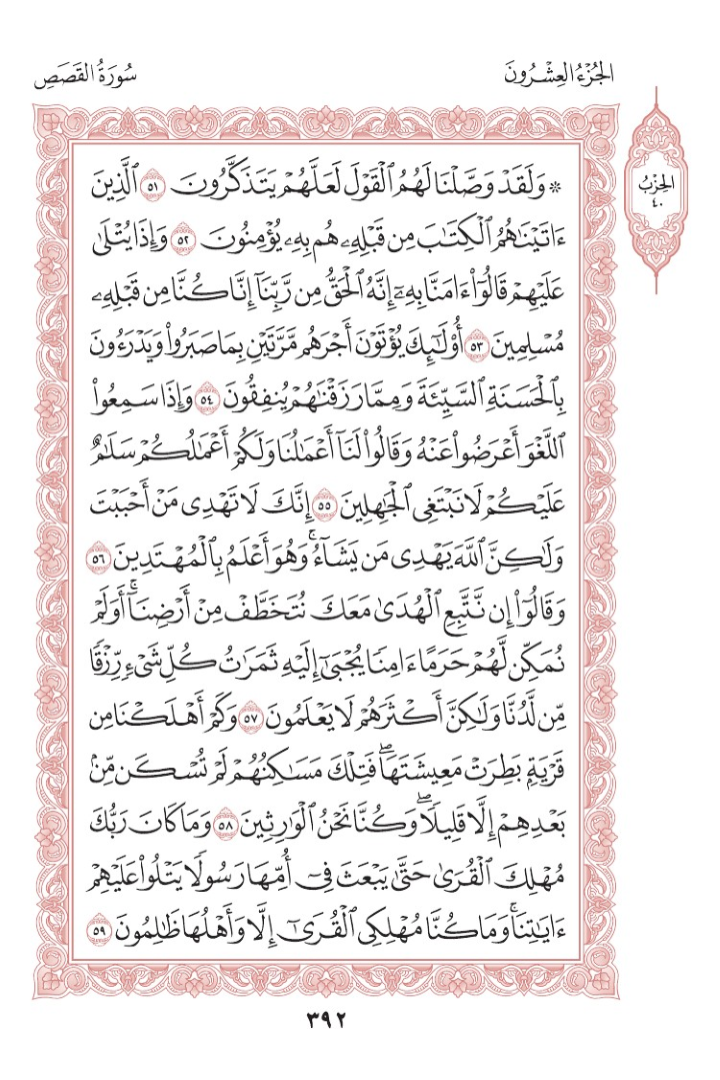 الجُزْءُ العِشْرُونَ
سُورَةُ القَصَصِ
الحِزْبُ
٤٠
۞ وَلَقَدْ وَصَّلْنَا لَهُمُ ٱلْقَوْلَ لَعَلَّهُمْ يَتَذَكَّرُونَ ٥١ ٱلَّذِينَ
ءَاتَيْنَٰهُمُ ٱلْكِتَٰبَ مِن قَبْلِهِۦ هُم بِهِۦ يُؤْمِنُونَ ٥٢ وَإِذَا يُتْلَىٰ
عَلَيْهِمْ قَالُوٓا۟ ءَامَنَّا بِهِۦٓ إِنَّهُ ٱلْحَقُّ مِن رَّبِّنَآ إِنَّا كُنَّا مِن قَبْلِهِۦ
مُسْلِمِينَ ٥٣ أُو۟لَٰٓئِكَ يُؤْتَوْنَ أَجْرَهُم مَّرَّتَيْنِ بِمَا صَبَرُوا۟ وَيَدْرَءُونَ
بِٱلْحَسَنَةِ ٱلسَّيِّئَةَ وَمِمَّا رَزَقْنَٰهُمْ يُنفِقُونَ ٥٤ وَإِذَا سَمِعُوا۟
ٱللَّغْوَ أَعْرَضُوا۟ عَنْهُ وَقَالُوا۟ لَنَآ أَعْمَٰلُنَا وَلَكُمْ أَعْمَٰلُكُمْ سَلَٰمٌ
عَلَيْكُمْ لَا نَبْتَغِى ٱلْجَٰهِلِينَ ٥٥ إِنَّكَ لَا تَهْدِى مَنْ أَحْبَبْتَ
وَلَٰكِنَّ ٱللَّهَ يَهْدِى مَن يَشَآءُ ۚ وَهُوَ أَعْلَمُ بِٱلْمُهْتَدِينَ ٥٦
وَقَالُوٓا۟ إِن نَّتَّبِعِ ٱلْهُدَىٰ مَعَكَ نُتَخَطَّفْ مِنْ أَرْضِنَآ ۚ أَوَلَمْ
نُمَكِّن لَّهُمْ حَرَمًا ءَامِنًا يُجْبَىٰٓ إِلَيْهِ ثَمَرَٰتُ كُلِّ شَىْءٍ رِّزْقًا
مِّن لَّدُنَّا وَلَٰكِنَّ أَكْثَرَهُمْ لَا يَعْلَمُونَ ٥٧ وَكَمْ أَهْلَكْنَا مِن
قَرْيَةٍۭ بَطِرَتْ مَعِيشَتَهَا ۖ فَتِلْكَ مَسَٰكِنُهُمْ لَمْ تُسْكَن مِّنۢ
بَعْدِهِمْ إِلَّا قَلِيلًا ۖ وَكُنَّا نَحْنُ ٱلْوَٰرِثِينَ ٥٨ وَمَا كَانَ رَبُّكَ
مُهْلِكَ ٱلْقُرَىٰ حَتَّىٰ يَبْعَثَ فِىٓ أُمِّهَا رَسُولًا يَتْلُوا۟ عَلَيْهِمْ
ءَايَٰتِنَا ۚ وَمَا كُنَّا مُهْلِكِى ٱلْقُرَىٰٓ إِلَّا وَأَهْلُهَا ظَٰلِمُونَ ٥٩
٣٩٢